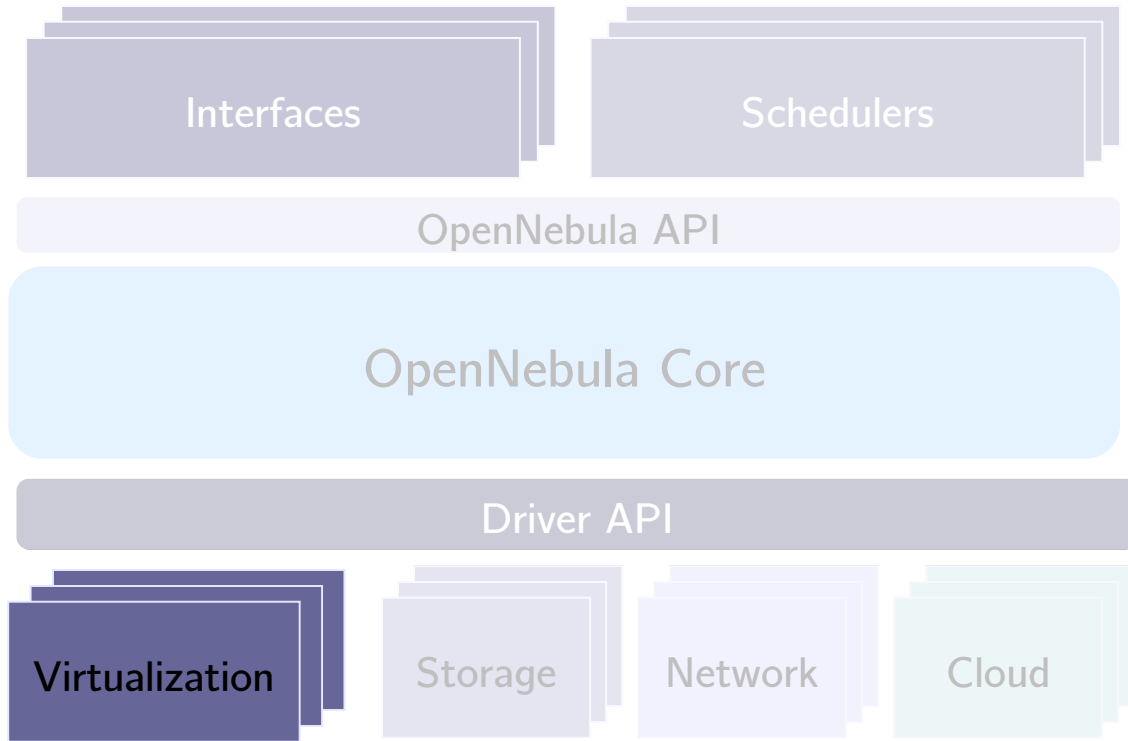 Interfaces
Schedulers
OpenNebula API
OpenNebula Core
Driver API
Virtualization
Storage
Network
Cloud